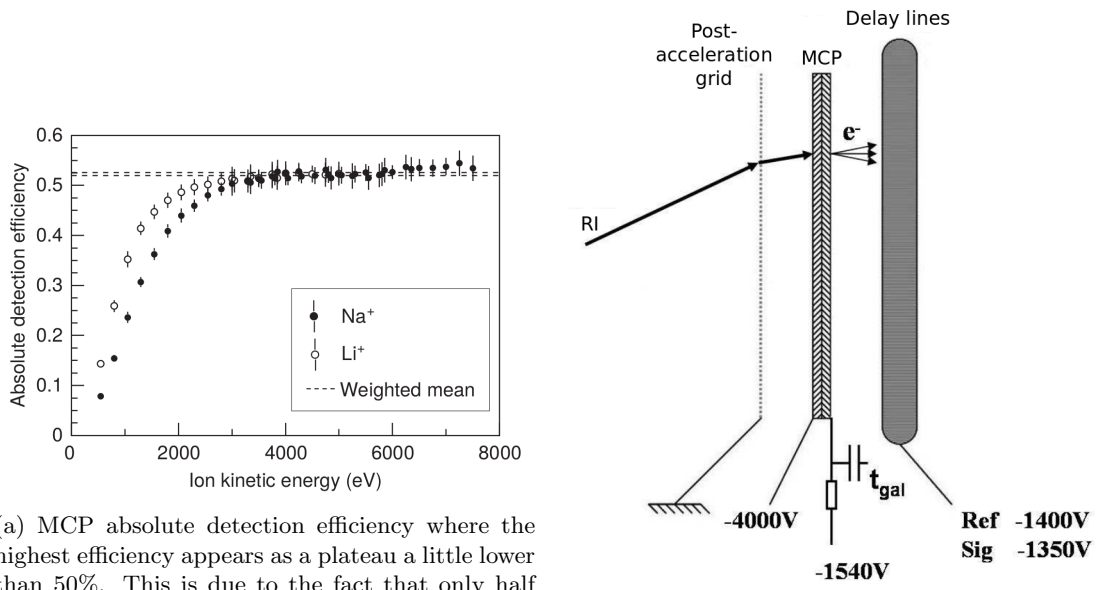 0.6
0.5
0.4
0.3
0.2
0.1
0
Absolute detection efficiency
Na+
Li+
Weighted mean
0
2000
4000
6000
8000
Ion kinetic energy (eV)
(a) MCP absolute detection efficiency where the
highest efficiency appears as a plateau a little lower
than 50%. This is due to the fact that only half
Post-
acceleration
grid
MCP
Delay lines
e-
RI
tgal
-4000V
-1540V
Ref -1400V
Sig -1350V